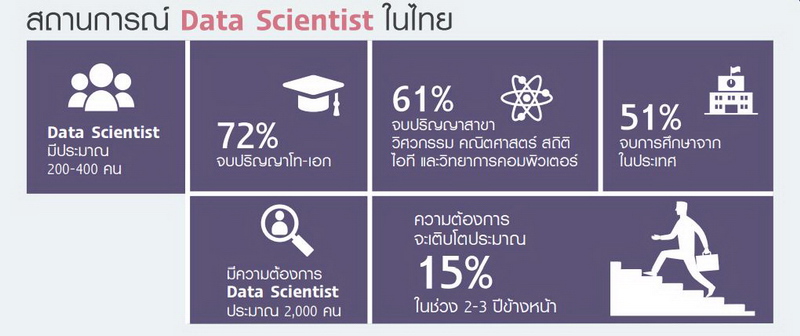 สถานการณ์ Data Scientist ในไทย
Data Scientist
มีประมาณ
200-400 คน
72%
จบปริญญาโท-เอก
61%
จบปริญญาสาขา
วิศวกรรม คณิตศาสตร์ สถิติ
ไอที และวิทยาการคอมพิวเตอร์
51%
จบการศึกษาจาก
ในประเทศ
มีความต้องการ
Data Scientist
ประมาณ 2,000 คน
ความต้องการ
จะเติบโตประมาณ
15%
ในช่วง 2-3 ปีข้างหน้า